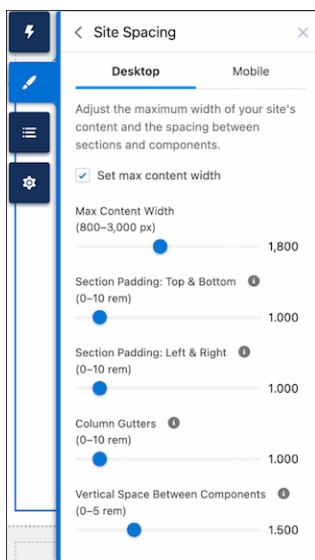 Site Spacing
Desktop
Mobile
Adjust the maximum width of your site's
content and the spacing between
sections and components.
Set max content width
Max Content Width
(800–3,000 px)
1,800
Section Padding: Top & Bottom
(0–10 rem)
1.000
Section Padding: Left & Right
(0–10 rem)
1.000
Column Gutters
(0–10 rem)
1.000
Vertical Space Between Components
(0–5 rem)
1.500